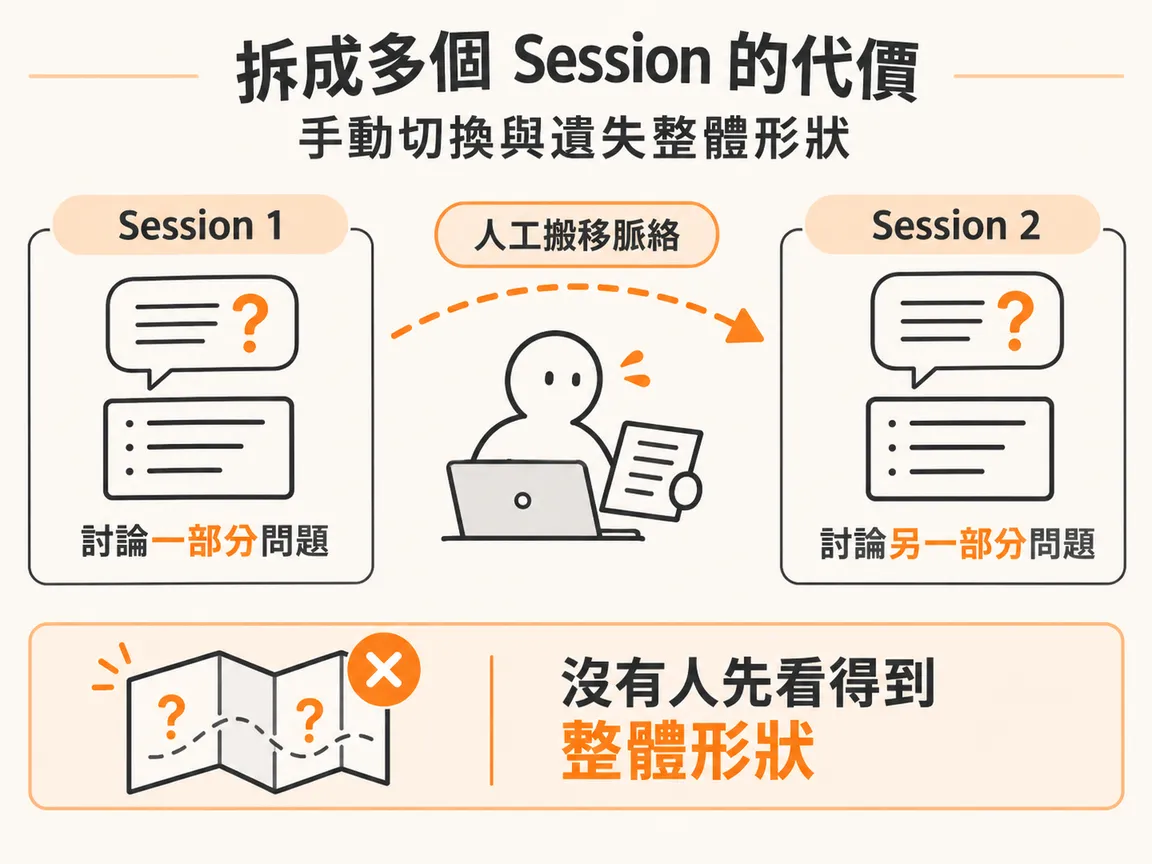 拆成多個 Session 的代價
手動切換與遺失整體形狀
Session 1
?
討論一部分問題
人工搬移脈絡
Session 2
?
討論另一部分問題
? ?
沒有人先看得到
整體形狀